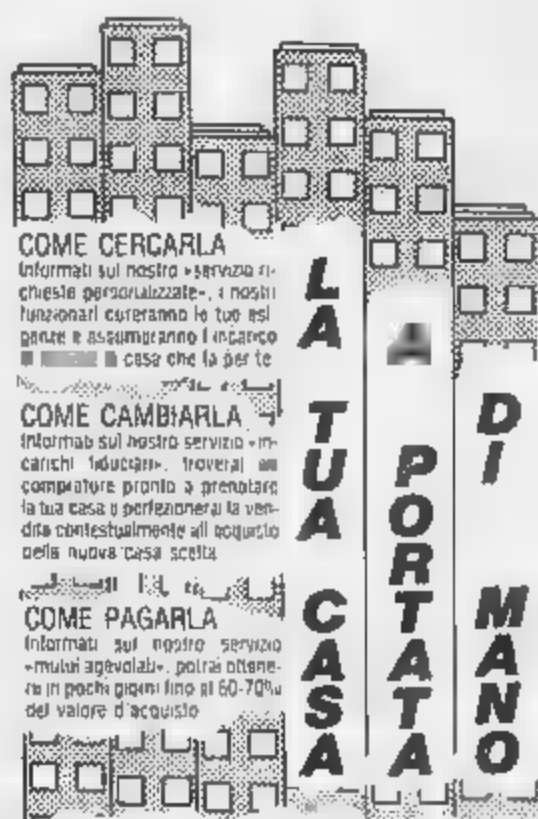 COME CERCARLA
Informati sul nostro «servizio ri-
chieste personalizzate», i nostri
funzionari cureranno le tue esi-
genze e assumeranno l'incarico
casa che fa per te
COME CAMBIARLA
Informati sul nostro servizio «in-
carichi fiduciari», troverai un
compratore pronto a prenotare
la tua casa e perfezionerai la ven-
dita contestualmente all'acquisto
della nuova casa scelta
COME PAGARLA
Informati sul nostro servizio
«mutui agevolati», potrai ottene-
re in pochi giorni fino al 60-70%
del valore d'acquisto
LA TUA CASA
A PORTATA
DI MANO